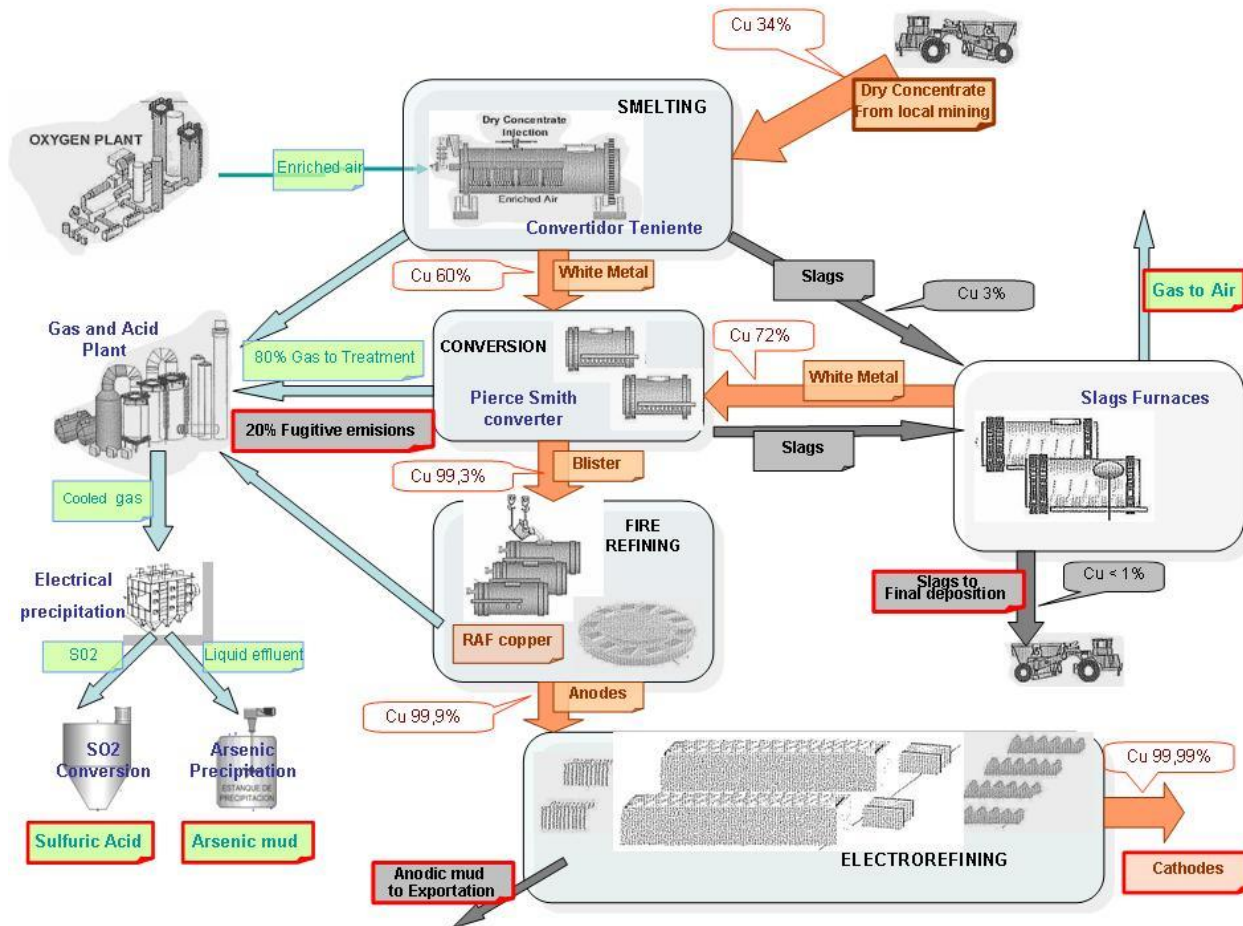 Cu 34%
SMELTING
Dry Concentrate
From local mining
Dry Concentrate
Injection
OXYGEN PLANT
Enriched air
Enriched Air
Convertidor Teniente
Cu 60%
White Metal
Slags
Cu 3%
Gas to Air
Gas and Acid
Plant
80% Gas to Treatment
CONVERSION
Cu 72%
White Metal
Pierce Smith
converter
Slags Furnaces
20% Fugitive emisions
Slags
Cu 99,3%
Blister
Cooled gas
FIRE
REFINING
Electrical
precipitation
Slags to
Final deposition
Cu < 1%
RAF copper
S02
Liquid effluent
Cu 99,9%
Anodes
S02
Conversion
Arsenic
Precipitation
ESTANQUE DE
PRECIPITACION
Cu 99,99%
Sulfuric Acid
Arsenic mud
ELECTROREFINING
Anodic mud
to Exportation
Cathodes